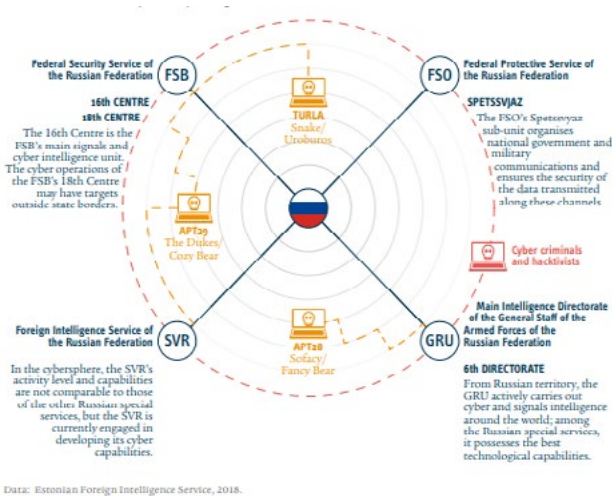 Federal Security Service of
the Russian Federation
FSB
16th CENTRE
18th CENTRE
The 16th Centre is the
FSB's main signals and
cyber intelligence unit.
The cyber operations of
the FSB's 18th Centre
may have targets
outside state borders.
TURLA
Snake/
Uroburos
FSO
Federal Protective Service of
the Russian Federation
SPETSSVJAZ
The FSO's Spetssvyaz
sub-unit organises
national government and
military
communications and
ensures the security of
the data transmitted
along these channels
APT29
The Dukes/
Cozy Bear
Cyber criminals
and hacktivists
Foreign Intelligence Service of
the Russian Federation
SVR
In the cybersphere, the SVR's
activity level and capabilities
are not comparable to those
of the other Russian special
services, but the SVR is
currently engaged in
developing its cyber
capabilities.
APT28
Sofacy/
Fancy Bear
GRU
Main Intelligence Directorate
of the General Staff of the
Armed Forces of the
Russian Federation
6th DIRECTORATE
From Russian territory, the
GRU actively carries out
cyber and signals intelligence
around the world; among
the Russian special services,
it possesses the best
technological capabilities.
Data: Estonian Foreign Intelligence Service, 2018.